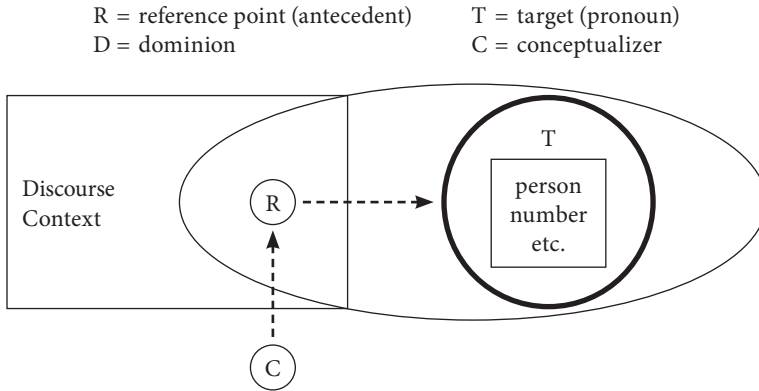 R = reference point (antecedent)
T = target (pronoun)
D = dominion
C = conceptualizer
T
Discourse
Context
R
person
number
etc.
C